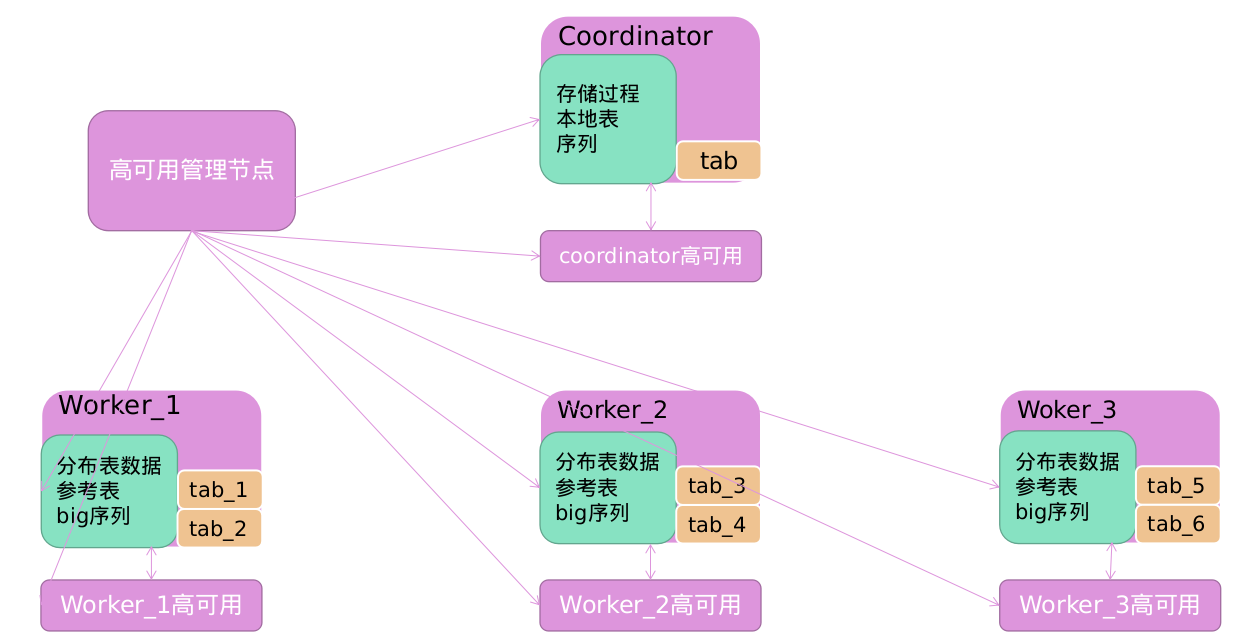 Coordinator
存储过程
本地表
序列
tab
高可用管理节点
coordinator高可用
Worker_1
分布表数据
参考表
big序列
tab_1
tab_2
Worker_1高可用
Worker_2
分布表数据
参考表
big序列
tab_3
tab_4
Worker_2高可用
Woker_3
分布表数据
参考表
big序列
tab_5
tab_6
Worker_3高可用